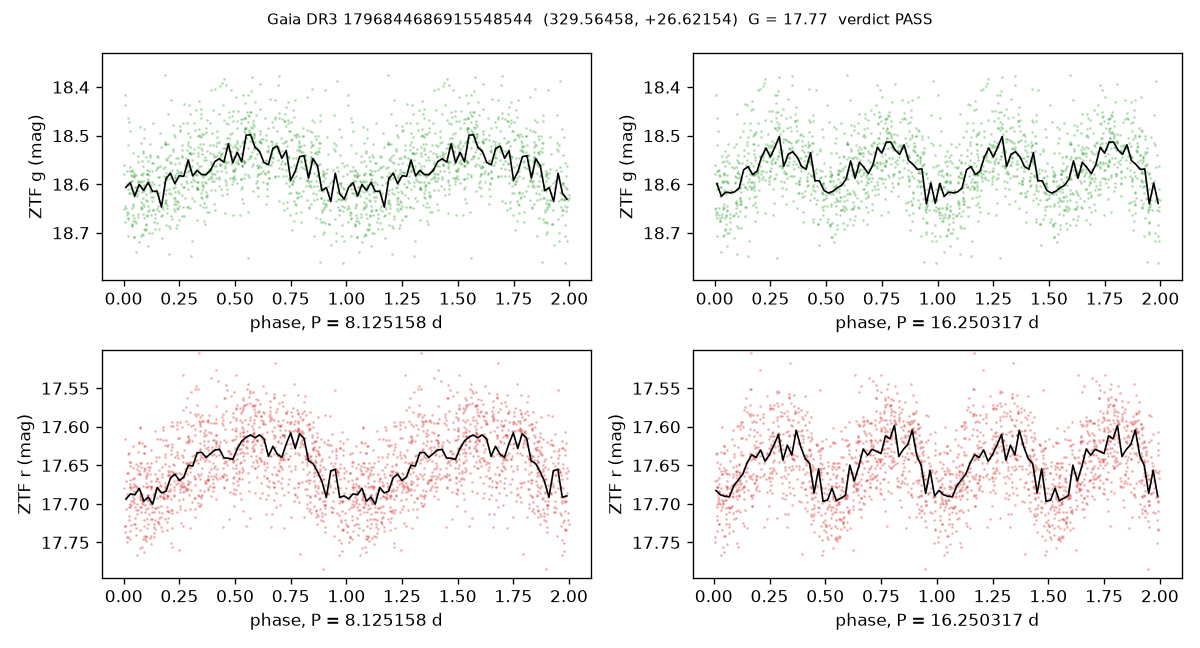 Gaia DR3 1796844686915548544 (329.56458, +26.62154) G = 17.77 verdict PASS
ZTF g (mag)
18.4
18.5
18.6
18.7
0.00 0.25 0.50 0.75 1.00 1.25 1.50 1.75 2.00
phase, P = 8.125158 d
ZTF g (mag)
18.4
18.5
18.6
18.7
0.00 0.25 0.50 0.75 1.00 1.25 1.50 1.75 2.00
phase, P = 16.250317 d
ZTF r (mag)
17.55
17.60
17.65
17.70
17.75
0.00 0.25 0.50 0.75 1.00 1.25 1.50 1.75 2.00
phase, P = 8.125158 d
ZTF r (mag)
17.55
17.60
17.65
17.70
17.75
0.00 0.25 0.50 0.75 1.00 1.25 1.50 1.75 2.00
phase, P = 16.250317 d